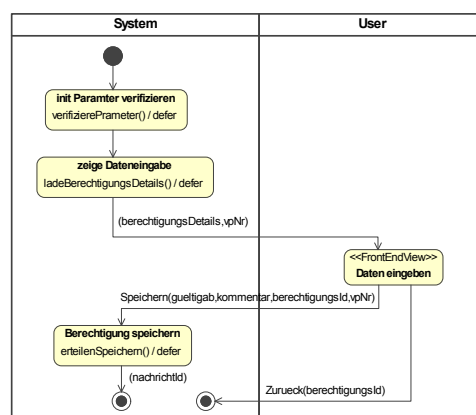 System
User
init Paramter verifizieren
verifizierePrameter() / defer
zeige Dateneingabe
ladeBerechtigungsDetails() / defer
(berechtigungsDetails,vpNr)
<<FrontEndView>>
Daten eingeben
Speichern(gueltigab,kommentar,berechtigungsId,vpNr)
Berechtigung speichern
erteilenSpeichern() / defer
(nachrichtId)
Zurueck(berechtigungsId)